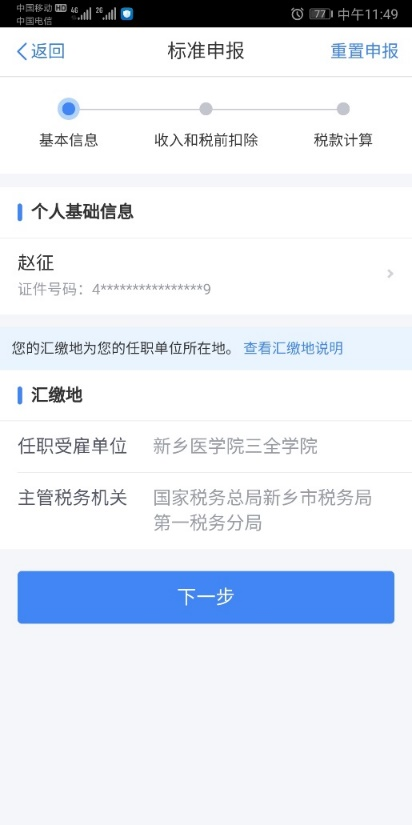 中国移动 HD 4G 2G 77 中午11:49
中国电信
返回 标准申报 重置申报
基本信息 收入和税前扣除 税款计算
个人基础信息
赵征
证件号码：4****************9
您的汇缴地为您的任职单位所在地。 查看汇缴地说明
汇缴地
任职受雇单位 新乡医学院三全学院
主管税务机关 国家税务总局新乡市税务局
第一税务分局
下一步